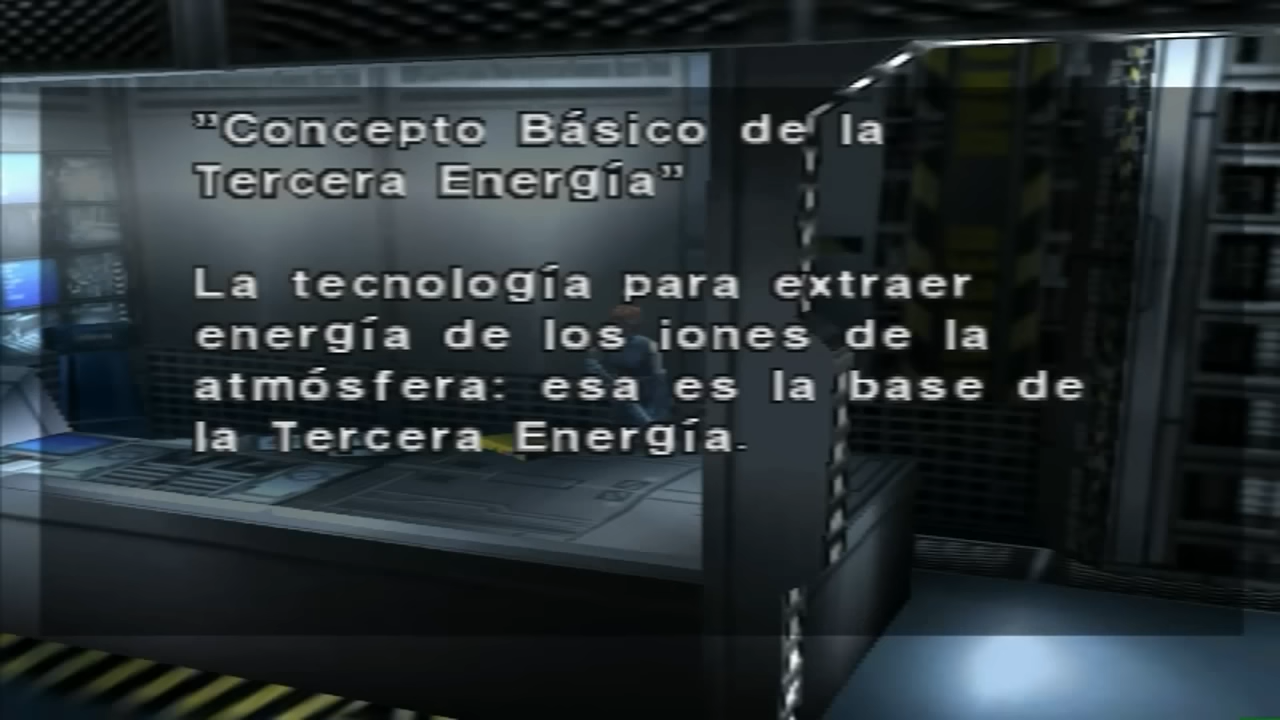 "Concepto Básico de la
Tercera Energía"
La tecnología para extraer
energía de los iones de la
atmósfera: esa es la base de
la Tercera Energía.